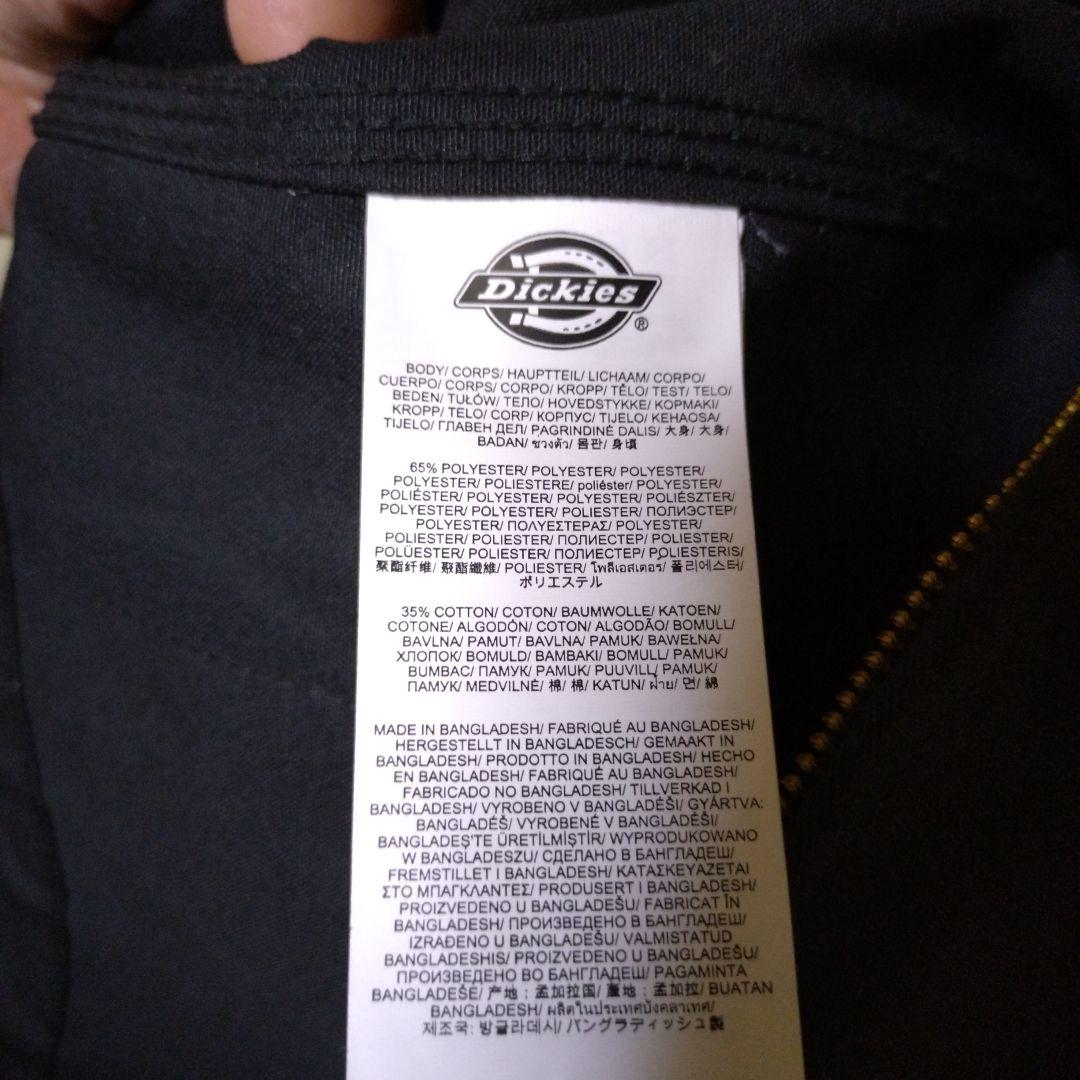 Dickies
®
BODY/ CORPS/ HAUPTTEIL/ LICHAAM/ CORPO/
CUERPO/ CORPS/ CORPO/ KROPP/ TĚLO/ TEST/ TELO/
BEDEN/ TUŁÓW/ ТЕЛО/ HOVEDSTYKKE/ ΚΟΡΜΑΚΙ/
KROPP/ TELO/ CORP/ КОРПУС/ TIJELO/ KEHAOSA/
TIJELO/ ГЛАВЕН ДЕЛ/ PAGRINDINĖ DALIS/ 大身/ 大身/
BADAN/ ช่วงตัว/ 몸판/ 身頃
65% POLYESTER/ POLYESTER/ POLYESTER/
POLYESTER/ POLIESTERE/ poliéster/ POLYESTER/
POLIÉSTER/ POLYESTER/ POLYESTER/ POLIÉSZTER/
POLYESTER/ POLYESTER/ POLIESTER/ ПОЛИЭСТЕР/
POLYESTER/ ΠΟΛΥΕΣΤΕΡΑΣ/ POLYESTER/
POLIESTER/ POLIESTER/ ПОЛИЕСТЕР/ POLIESTER/
POLÜESTER/ POLIESTER/ ПОЛИЕСТЕР/ POLIESTERIS/
聚酯纤维/ 聚酯纖維/ POLIESTER/ โพลีเอสเตอร/ 폴리에스터/
ポリエステル
35% COTTON/ COTON/ BAUMWOLLE/ KATOEN/
COTONE/ ALGODÓN/ COTON/ ALGODÃO/ BOMULL/
BAVLNA/ PAMUT/ BAVLNA/ PAMUK/ BAWEŁNA/
ХЛОПОК/ BOMULD/ BAMBAKI/ BOMULL/ PAMUK/
BUMBAC/ ПАМУК/ PAMUK/ PUUVILL/ PAMUK/
ПАМУК/ MEDVILNĖ/ 棉/ 棉/ KATUN/ ฝ้าย/ 면/ 綿
MADE IN BANGLADESH/ FABRIQUÉ AU BANGLADESH/
HERGESTELLT IN BANGLADESCH/ GEMAAKT IN
BANGLADESH/ PRODOTTO IN BANGLADESH/ HECHO
EN BANGLADESH/ FABRIQUÉ AU BANGLADESH/
FABRICADO NO BANGLADESH/ TILLVERKAD I
BANGLADESH/ VYROBENO V BANGLADÉŠI/ GYÁRTVA:
BANGLADÉS/ VYROBENÉ V BANGLADÉŠI/
BANGLADEŞ'TE ÜRETİLMİŞTİR/ WYPRODUKOWANO
W BANGLADESZU/ СДЕЛАНО В БАНГЛАДЕШ/
FREMSTILLET I BANGLADESH/ ΚΑΤΑΣΚΕΥΑΖΕΤΑΙ
ΣΤΟ ΜΠΑΓΚΛΑΝΤΕΣ/ PRODUSERT I BANGLADESH/
PROIZVEDENO U BANGLADEŠU/ FABRICAT ÎN
BANGLADESH/ ПРОИЗВЕДЕНО В БАНГЛАДЕШ/
IZRAĐENO U BANGLADEŠU/ VALMISTATUD
BANGLADESHIS/ PROIZVEDENO U BANGLADEŠU/
ПРОИЗВЕДЕНО ВО БАНГЛАДЕШ/ PAGAMINTA
BANGLADEŠE/ 产地：孟加拉国/ 產地：孟加拉/ BUATAN
BANGLADESH/ ผลิตในประเทศบังคลาเทศ/
제조국: 방글라데시/ バングラディッシュ製